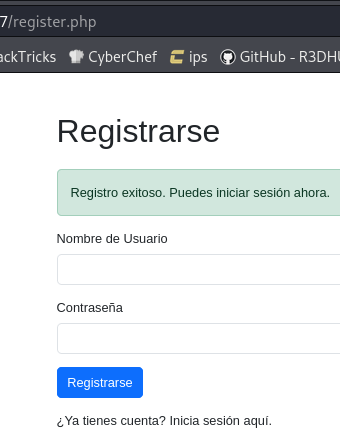 7/register.php
ackTricks CyberChef ips GitHub - R3DHU
Registrarse
Registro exitoso. Puedes iniciar sesión ahora.
Nombre de Usuario
Contraseña
Registrarse
¿Ya tienes cuenta? Inicia sesión aquí.